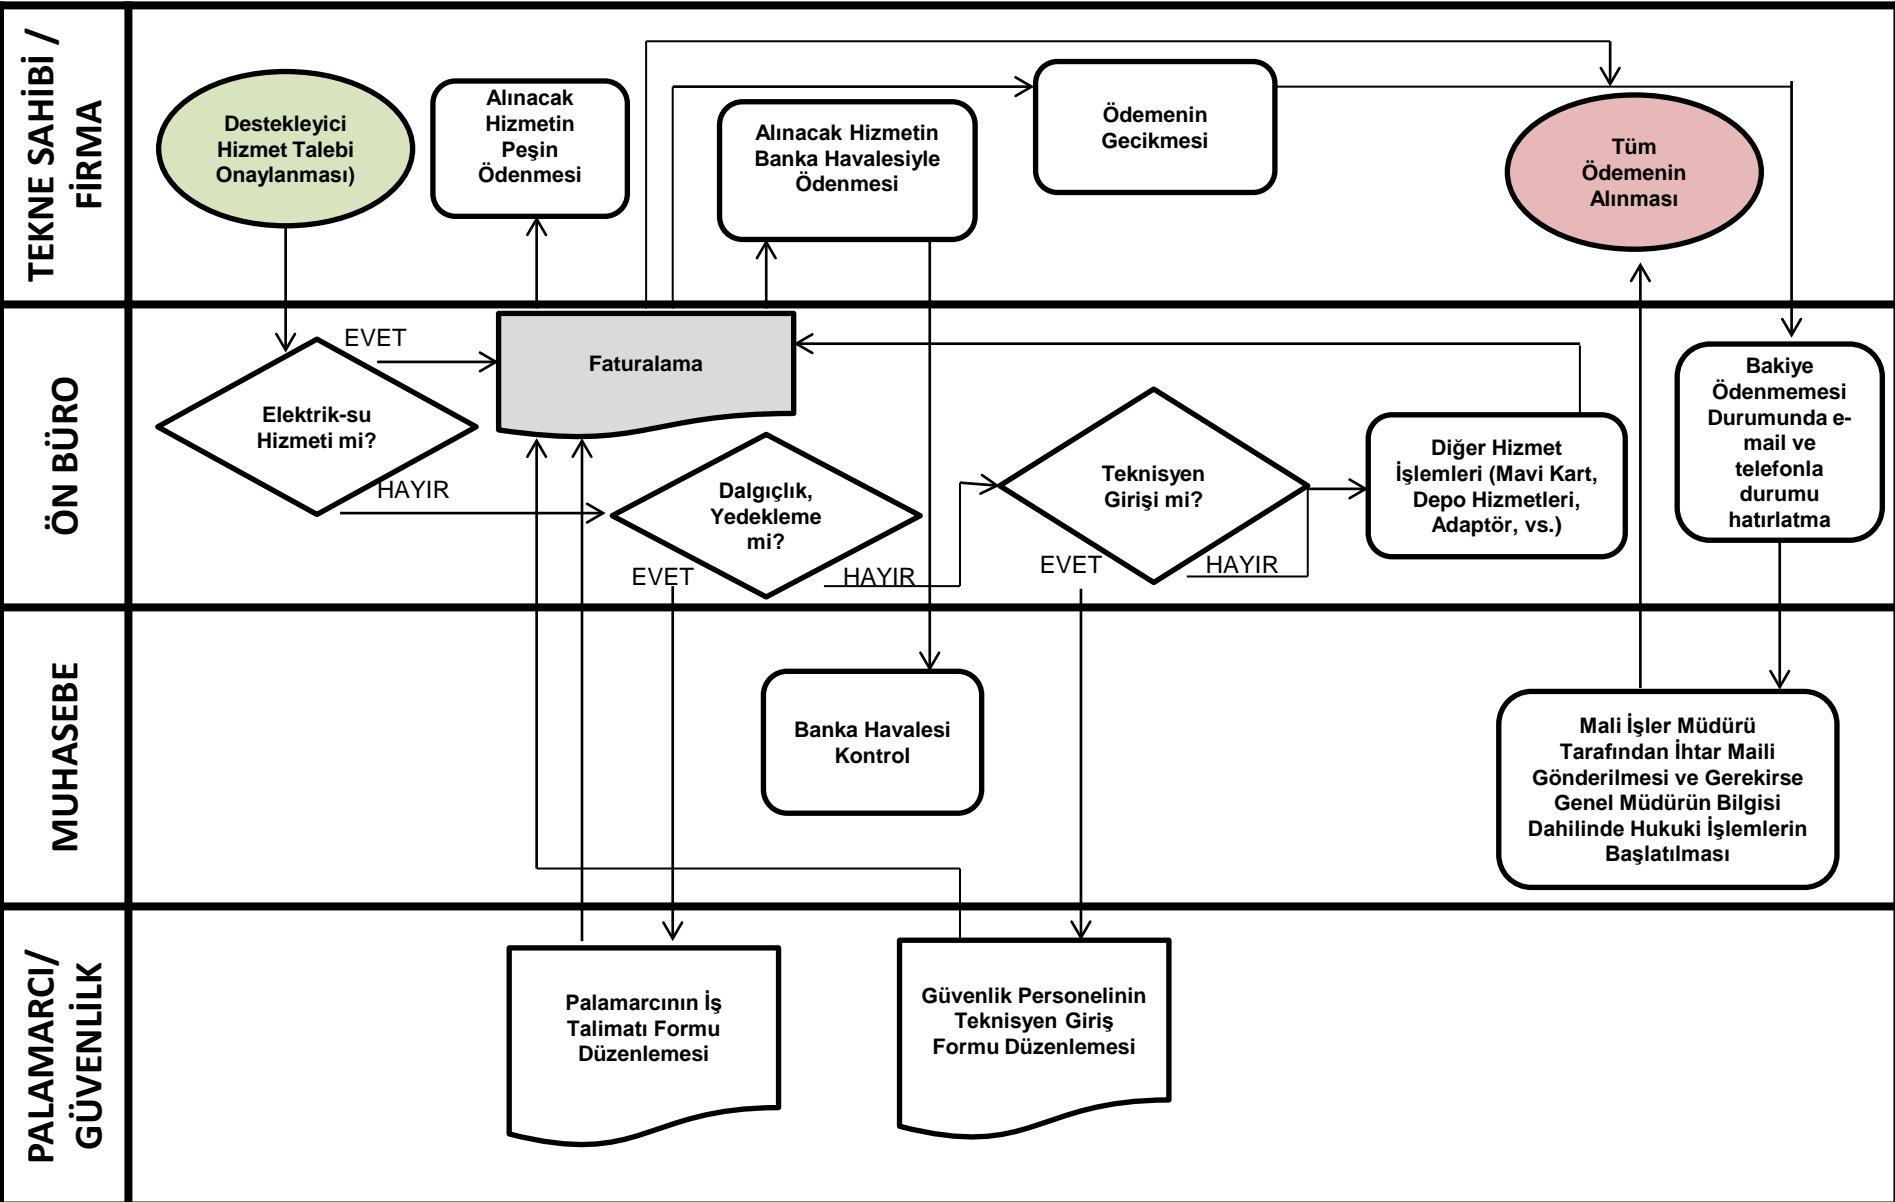 TEKNE SAHİBİ /
FİRMA
Destekleyici
Hizmet Talebi
Onaylanması)
Alınacak
Hizmetin
Peşin
Ödenmesi
Alınacak Hizmetin
Banka Havalesiyle
Ödenmesi
Ödemenin
Gecikmesi
Tüm
Ödemenin
Alınması
ÖN BÜRO
Elektrik-su
Hizmeti mi?
EVET
HAYIR
Faturalama
Dalgıçlık,
Yedekleme
mi?
EVET
HAYIR
Teknisyen
Girişi mi?
EVET
HAYIR
Diğer Hizmet
İşlemleri (Mavi Kart,
Depo Hizmetleri,
Adaptör, vs.)
Bakiye
Ödenmemesi
Durumunda e-
mail ve
telefonla
durumu
hatırlatma
MUHASEBE
Banka Havalesi
Kontrol
Mali İşler Müdürü
Tarafından İhtar Maili
Gönderilmesi ve Gerekirse
Genel Müdürün Bilgisi
Dahilinde Hukuki İşlemlerin
Başlatılması
PALAMARCI/
GÜVENLİLK
Palamarcının İş
Talimatı Formu
Düzenlemesi
Güvenlik Personelinin
Teknisyen Giriş
Formu Düzenlemesi